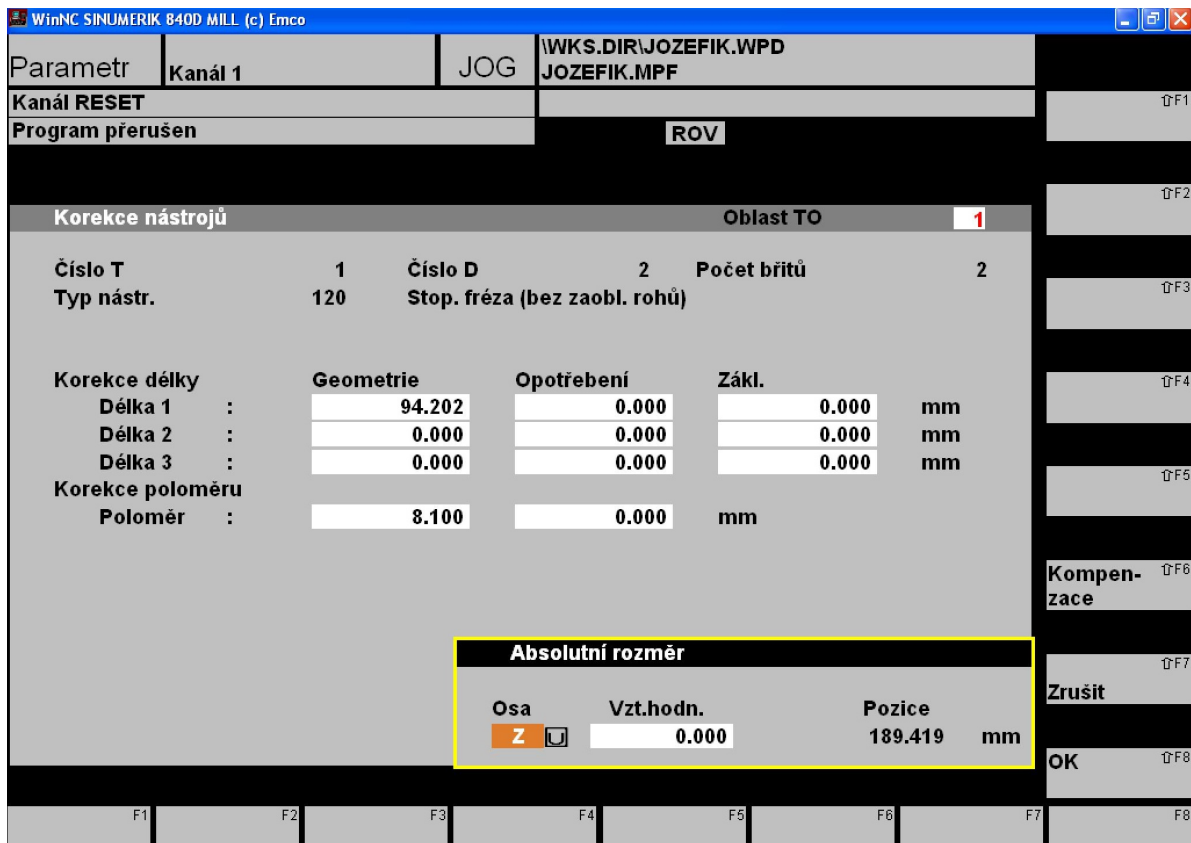 WinNC SINUMERIK 840D MILL (c) Emco
Parametr Kanál 1 JOG \WKS.DIR\JOZEFIK.WPD
JOZEFIK.MPF
Kanál RESET
Program přerušen ROV
⇧F1
⇧F2
Korekce nástrojů Oblast TO 1
Číslo T 1 Číslo D 2 Počet břitů 2
Typ nástr. 120 Stop. fréza (bez zaobl. rohů)
⇧F3
Korekce délky Geometrie Opotřebení Zákl.
⇧F4
Délka 1 : 94.202 0.000 0.000 mm
Délka 2 : 0.000 0.000 0.000 mm
Délka 3 : 0.000 0.000 0.000 mm
⇧F5
Korekce poloměru
Poloměr : 8.100 0.000 mm
Kompen- ⇧F6
zace
Absolutní rozměr
⇧F7
Zrušit
Osa Vzt.hodn. Pozice
Z 0.000 189.419 mm
OK ⇧F8
F1 F2 F3 F4 F5 F6 F7 F8